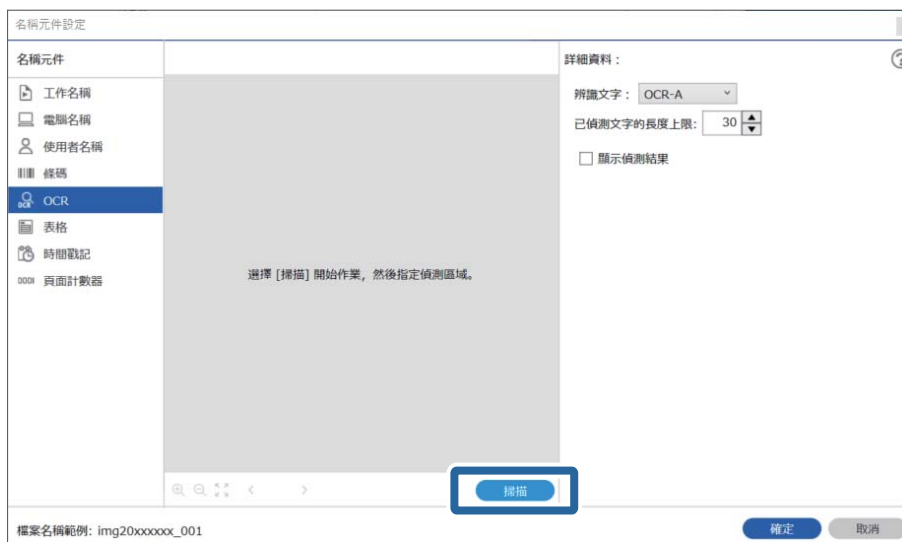 名稱元件設定
名稱元件
工作名稱
電腦名稱
使用者名稱
條碼
OCR
OCR
表格
時間戳記
0001 頁面計數器
選擇 [掃描] 開始作業，然後指定偵測區域。
掃描
詳細資料：
?
辨識文字： OCR-A
已偵測文字的長度上限: 30
顯示偵測結果
檔案名稱範例: img20xxxxxx_001
確定
取消